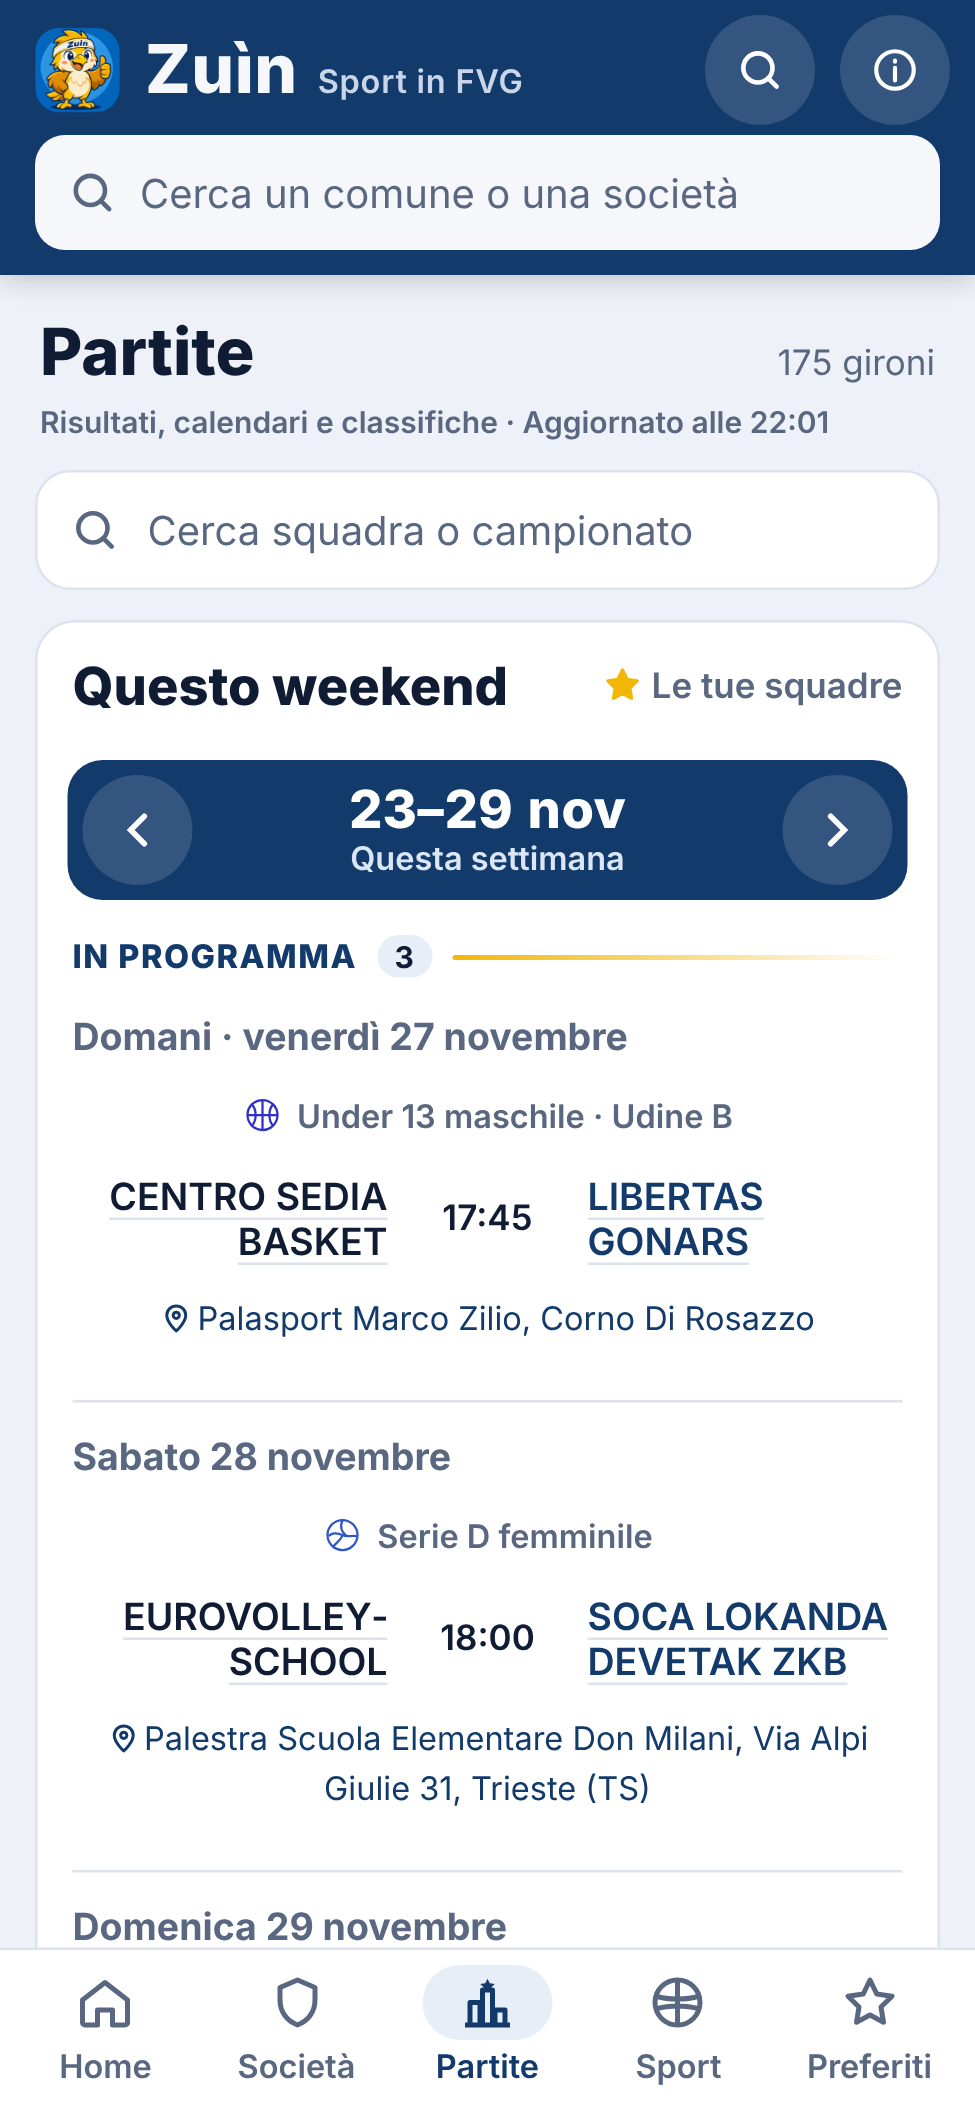 Zuìn
Zuìn Sport in FVG
Cerca un comune o una società
Partite
175 gironi
Risultati, calendari e classifiche · Aggiornato alle 22:01
Cerca squadra o campionato
Questo weekend
Le tue squadre
23–29 nov
Questa settimana
IN PROGRAMMA 3
Domani · venerdì 27 novembre
Under 13 maschile · Udine B
CENTRO SEDIA
BASKET
17:45
LIBERTAS
GONARS
Palasport Marco Zilio, Corno Di Rosazzo
Sabato 28 novembre
Serie D femminile
EUROVOLLEY-
SCHOOL
18:00
SOCA LOKANDA
DEVETAK ZKB
Palestra Scuola Elementare Don Milani, Via Alpi
Giulie 31, Trieste (TS)
Domenica 29 novembre
Home
Società
Partite
Sport
Preferiti